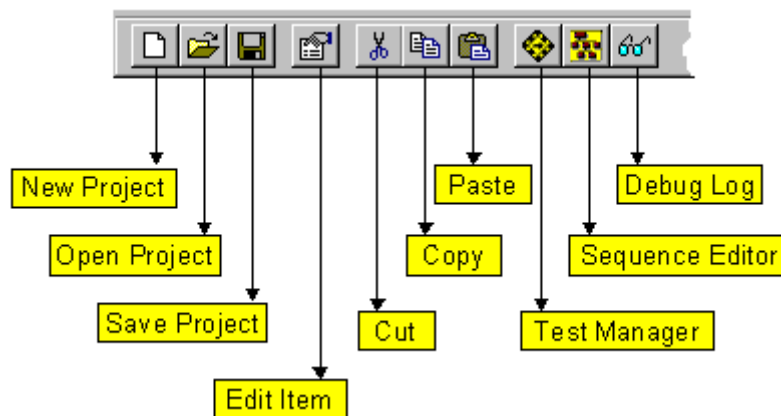 New Project
Paste
Debug Log
Open Project
Copy
Sequence Editor
Save Project
Cut
Test Manager
Edit Item